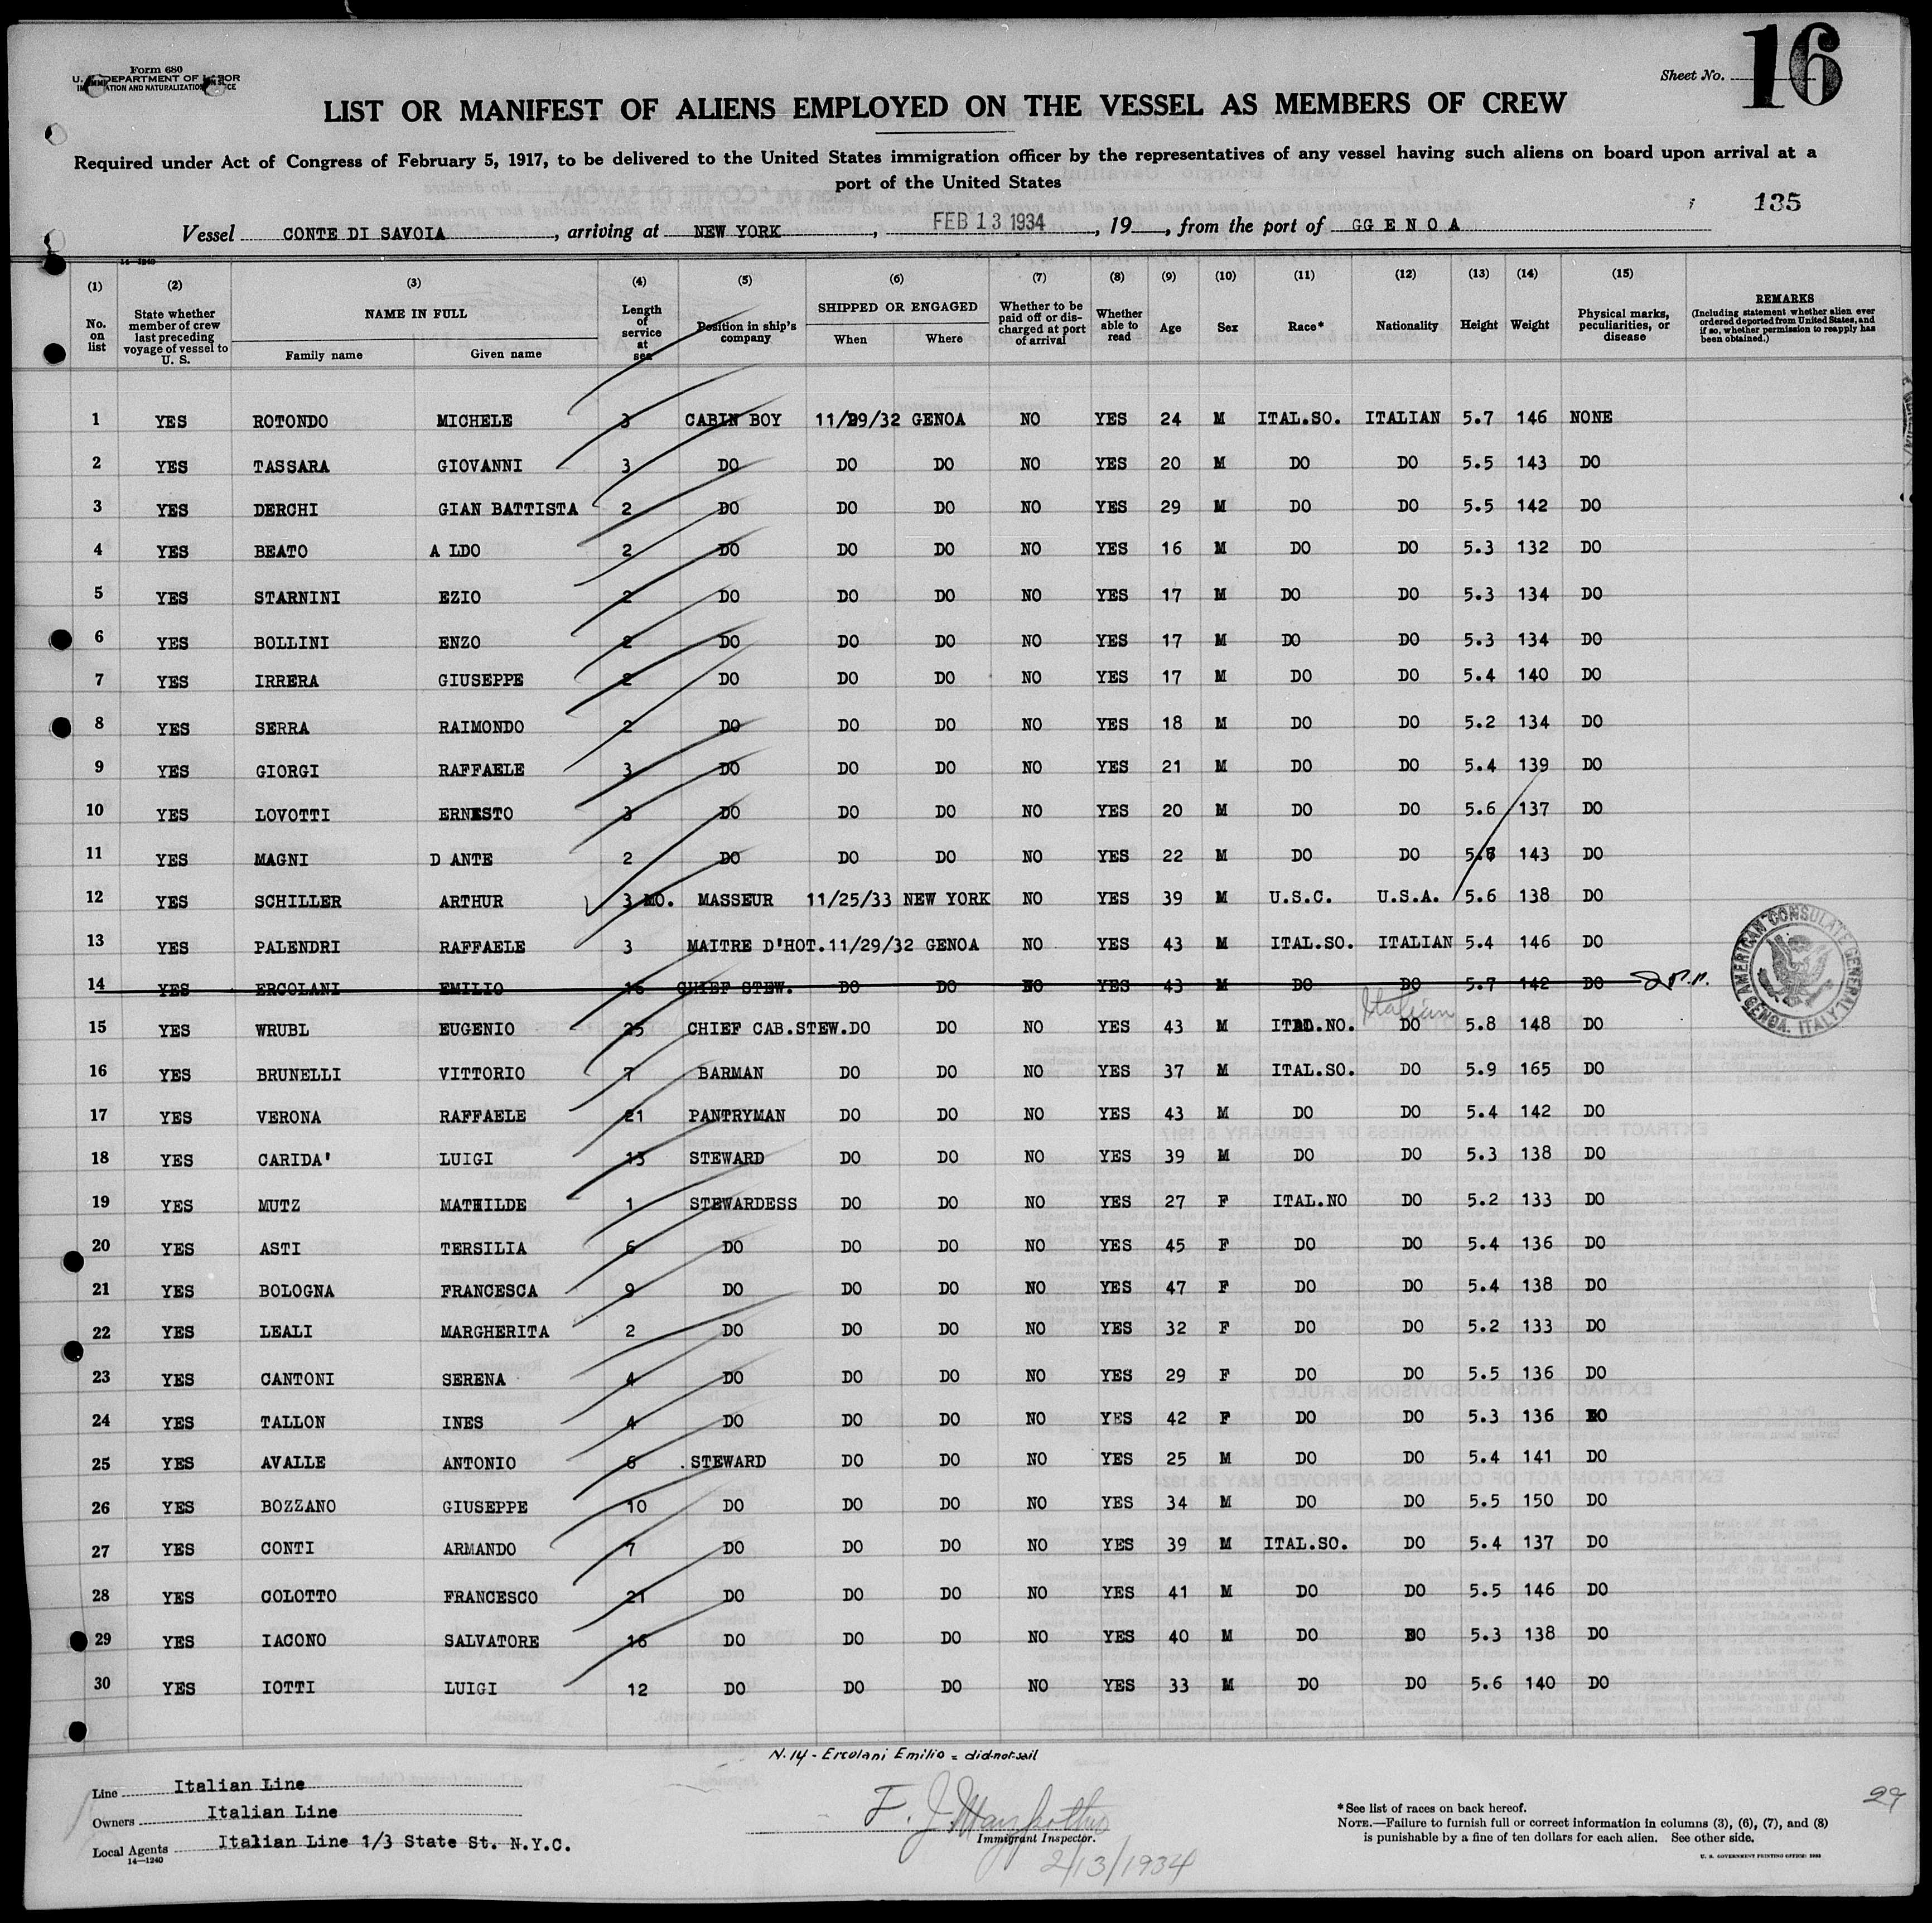 Form 680
U. S. DEPARTMENT OF LABOR
IMMIGRATION AND NATURALIZATION SERVICE
Sheet No. 16
LIST OR MANIFEST OF ALIENS EMPLOYED ON THE VESSEL AS MEMBERS OF CREW
Required under Act of Congress of February 5, 1917, to be delivered to the United States immigration officer by the representatives of any vessel having such aliens on board upon arrival at a
port of the United States
135
Vessel CONTE DI SAVOIA, arriving at NEW YORK, FEB 13 1934, 19 , from the port of GG E N O A
14-1240
(1) (2) (3) (4) (5) (6) (7) (8) (9) (10) (11) (12) (13) (14) (15)
No. on list State whether member of crew last preceding voyage of vessel to U. S. NAME IN FULL Family name Given name Length of service at sea Position in ship's company SHIPPED OR ENGAGED When Where Whether to be paid off or discharged at port of arrival Whether able to read Age Sex Race* Nationality Height Weight Physical marks, peculiarities, or disease REMARKS (Including statement whether alien ever ordered deported from United States, and if so, whether permission to reapply has been obtained.)
1 YES ROTONDO MICHELE 3 CABIN BOY 11/29/32 GENOA NO YES 24 M ITAL.SO. ITALIAN 5.7 146 NONE
2 YES TASSARA GIOVANNI 3 DO DO DO NO YES 20 M DO DO 5.5 143 DO
3 YES DERCHI GIAN BATTISTA 2 DO DO DO NO YES 29 M DO DO 5.5 142 DO
4 YES BEATO A LDO 2 DO DO DO NO YES 16 M DO DO 5.3 132 DO
5 YES STARNINI EZIO 2 DO DO DO NO YES 17 M DO DO 5.3 134 DO
6 YES BOLLINI ENZO 2 DO DO DO NO YES 17 M DO DO 5.3 134 DO
7 YES IRRERA GIUSEPPE 2 DO DO DO NO YES 17 M DO DO 5.4 140 DO
8 YES SERRA RAIMONDO 2 DO DO DO NO YES 18 M DO DO 5.2 134 DO
9 YES GIORGI RAFFAELE 3 DO DO DO NO YES 21 M DO DO 5.4 139 DO
10 YES LOVOTTI ERNESTO 3 DO DO DO NO YES 20 M DO DO 5.6 137 DO
11 YES MAGNI D ANTE 2 DO DO DO NO YES 22 M DO DO 143 DO
12 YES SCHILLER ARTHUR 3 MO. MASSEUR 11/25/33 NEW YORK NO YES 39 M U.S.C. U.S.A. 5.6 138 DO
13 YES PALENDRI RAFFAELE 3 MAITRE D'HOT. 11/29/32 GENOA NO YES 43 M ITAL.SO. ITALIAN 5.4 146 DO
14 YES ERCOLANI EMILIO 16 CHIEF STEW. DO DO NO YES 43 M DO DO 5.7 142 DO
Italian
15 YES WRUBL EUGENIO 25 CHIEF CAB.STEW. DO DO NO YES 43 M ITAL.NO. DO 5.8 148 DO
16 YES BRUNELLI VITTORIO 7 BARMAN DO DO NO YES 37 M ITAL.SO. DO 5.9 165 DO
17 YES VERONA RAFFAELE 21 PANTRYMAN DO DO NO YES 43 M DO DO 5.4 142 DO
18 YES CARIDA' LUIGI 13 STEWARD DO DO NO YES 39 M DO DO 5.3 138 DO
19 YES MUTZ MATHILDE 1 STEWARDESS DO DO NO YES 27 F ITAL.NO DO 5.2 133 DO
20 YES ASTI TERSILIA 6 DO DO DO NO YES 45 F DO DO 5.4 136 DO
21 YES BOLOGNA FRANCESCA 9 DO DO DO NO YES 47 F DO DO 5.4 138 DO
22 YES LEALI MARGHERITA 2 DO DO DO NO YES 32 F DO DO 5.2 133 DO
23 YES CANTONI SERENA 4 DO DO DO NO YES 29 F DO DO 5.5 136 DO
24 YES TALLON INES 4 DO DO DO NO YES 42 F DO DO 5.3 136 DO
25 YES AVALLE ANTONIO 6 STEWARD DO DO NO YES 25 M DO DO 5.4 141 DO
26 YES BOZZANO GIUSEPPE 10 DO DO DO NO YES 34 M DO DO 5.5 150 DO
27 YES CONTI ARMANDO 7 DO DO DO NO YES 39 M ITAL.SO. DO 5.4 137 DO
28 YES COLOTTO FRANCESCO 21 DO DO DO NO YES 41 M DO DO 5.5 146 DO
29 YES IACONO SALVATORE 16 DO DO DO NO YES 40 M DO DO 5.3 138 DO
30 YES IOTTI LUIGI 12 DO DO DO NO YES 33 M DO DO 5.6 140 DO
AMERICAN CONSULATE GENERAL GENOA, ITALY
N. 14 - Ercolani Emilio = did not sail
Line Italian Line
Owners Italian Line
Local Agents Italian Line 1/3 State St. N.Y.C.
14-1240
F. J.
Immigrant Inspector.
2/13/1934
29
*See list of races on back hereof.
NOTE.—Failure to furnish full or correct information in columns (3), (6), (7), and (8)
is punishable by a fine of ten dollars for each alien. See other side.
U. S. GOVERNMENT PRINTING OFFICE